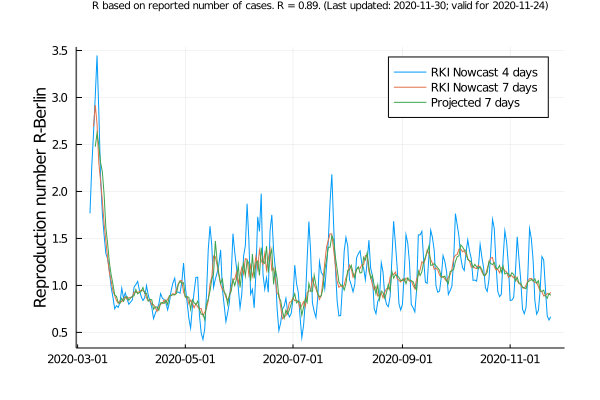 R based on reported number of cases. R = 0.89. (Last updated: 2020-11-30; valid for 2020-11-24)
Reproduction number R-Berlin
3.5
3.0
2.5
2.0
1.5
1.0
0.5
RKI Nowcast 4 days
RKI Nowcast 7 days
Projected 7 days
2020-03-01 2020-05-01 2020-07-01 2020-09-01 2020-11-01